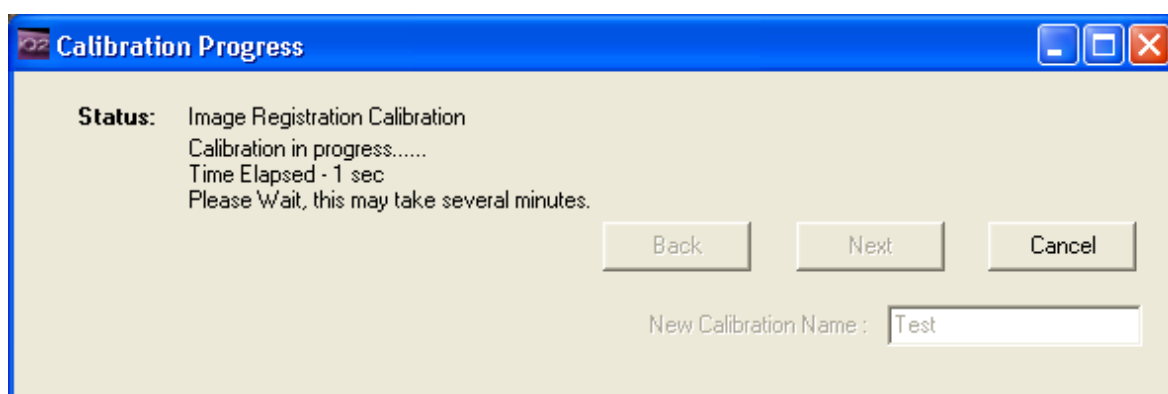 Calibration Progress
Status: Image Registration Calibration
Calibration in progress......
Time Elapsed - 1 sec
Please Wait, this may take several minutes.
Back Next Cancel
New Calibration Name : Test